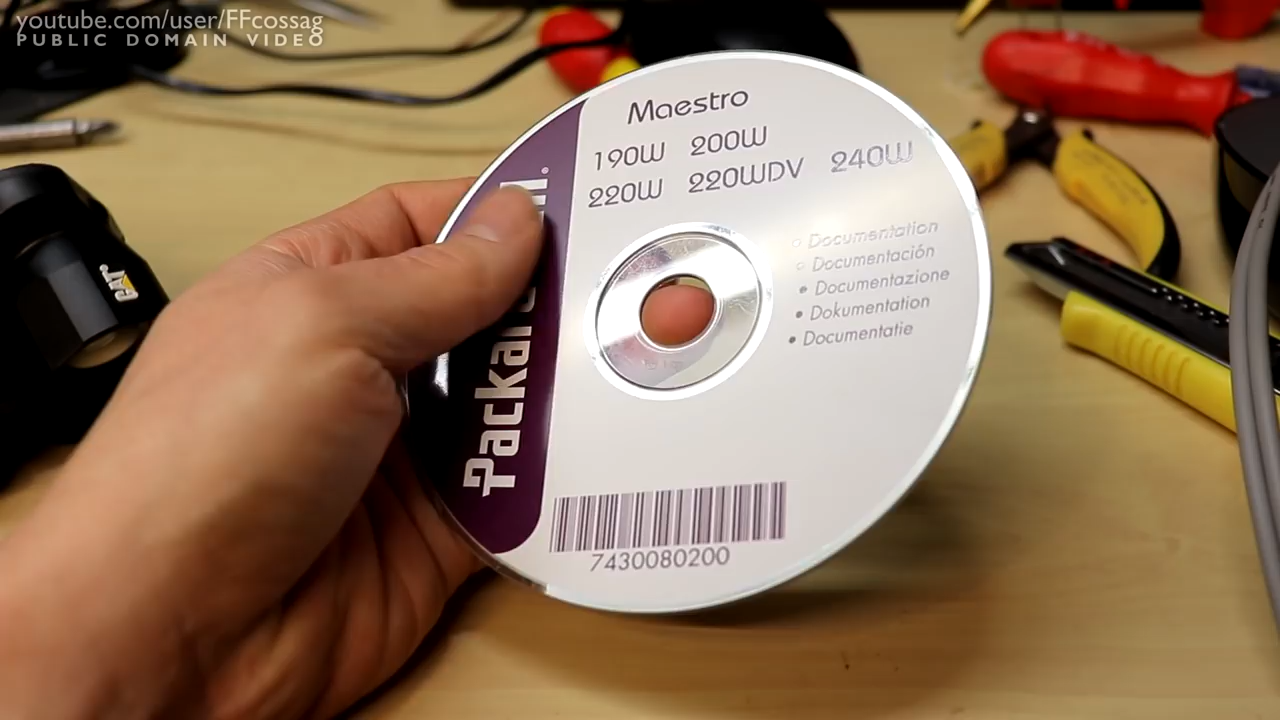 youtube.com/user/FFcossag
PUBLIC DOMAIN VIDEO
Maestro
190W 200W
220W 220WDV 240W
Documentation
Documentación
Documentazione
Dokumentation
Documentatie
7430080200
CAT